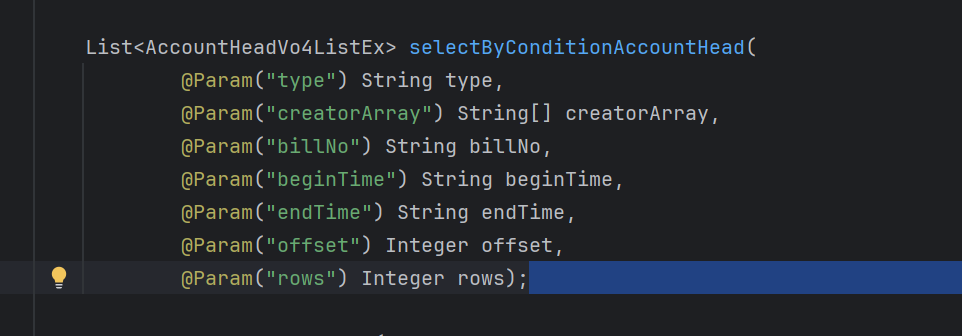 List<AccountHeadVo4ListEx> selectByConditionAccountHead(
@Param("type") String type,
@Param("creatorArray") String[] creatorArray,
@Param("billNo") String billNo,
@Param("beginTime") String beginTime,
@Param("endTime") String endTime,
@Param("offset") Integer offset,
@Param("rows") Integer rows);